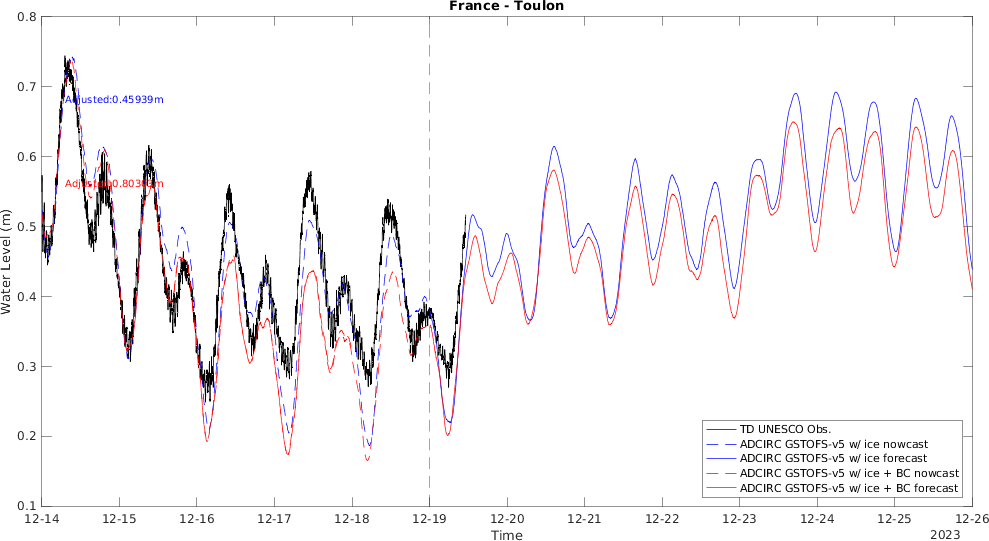 France - Toulon
0.8
0.7
0.6
0.5
0.4
0.3
0.2
0.1
Water Level (m)
Adjusted:0.45939m
TD UNESCO Obs.
ADCIRC GSTOFS-v5 w/ ice nowcast
ADCIRC GSTOFS-v5 w/ ice forecast
ADCIRC GSTOFS-v5 w/ ice + BC nowcast
ADCIRC GSTOFS-v5 w/ ice + BC forecast
12-14 12-15 12-16 12-17 12-18 12-19 12-20 12-21 12-22 12-23 12-24 12-25 12-26
Time
2023